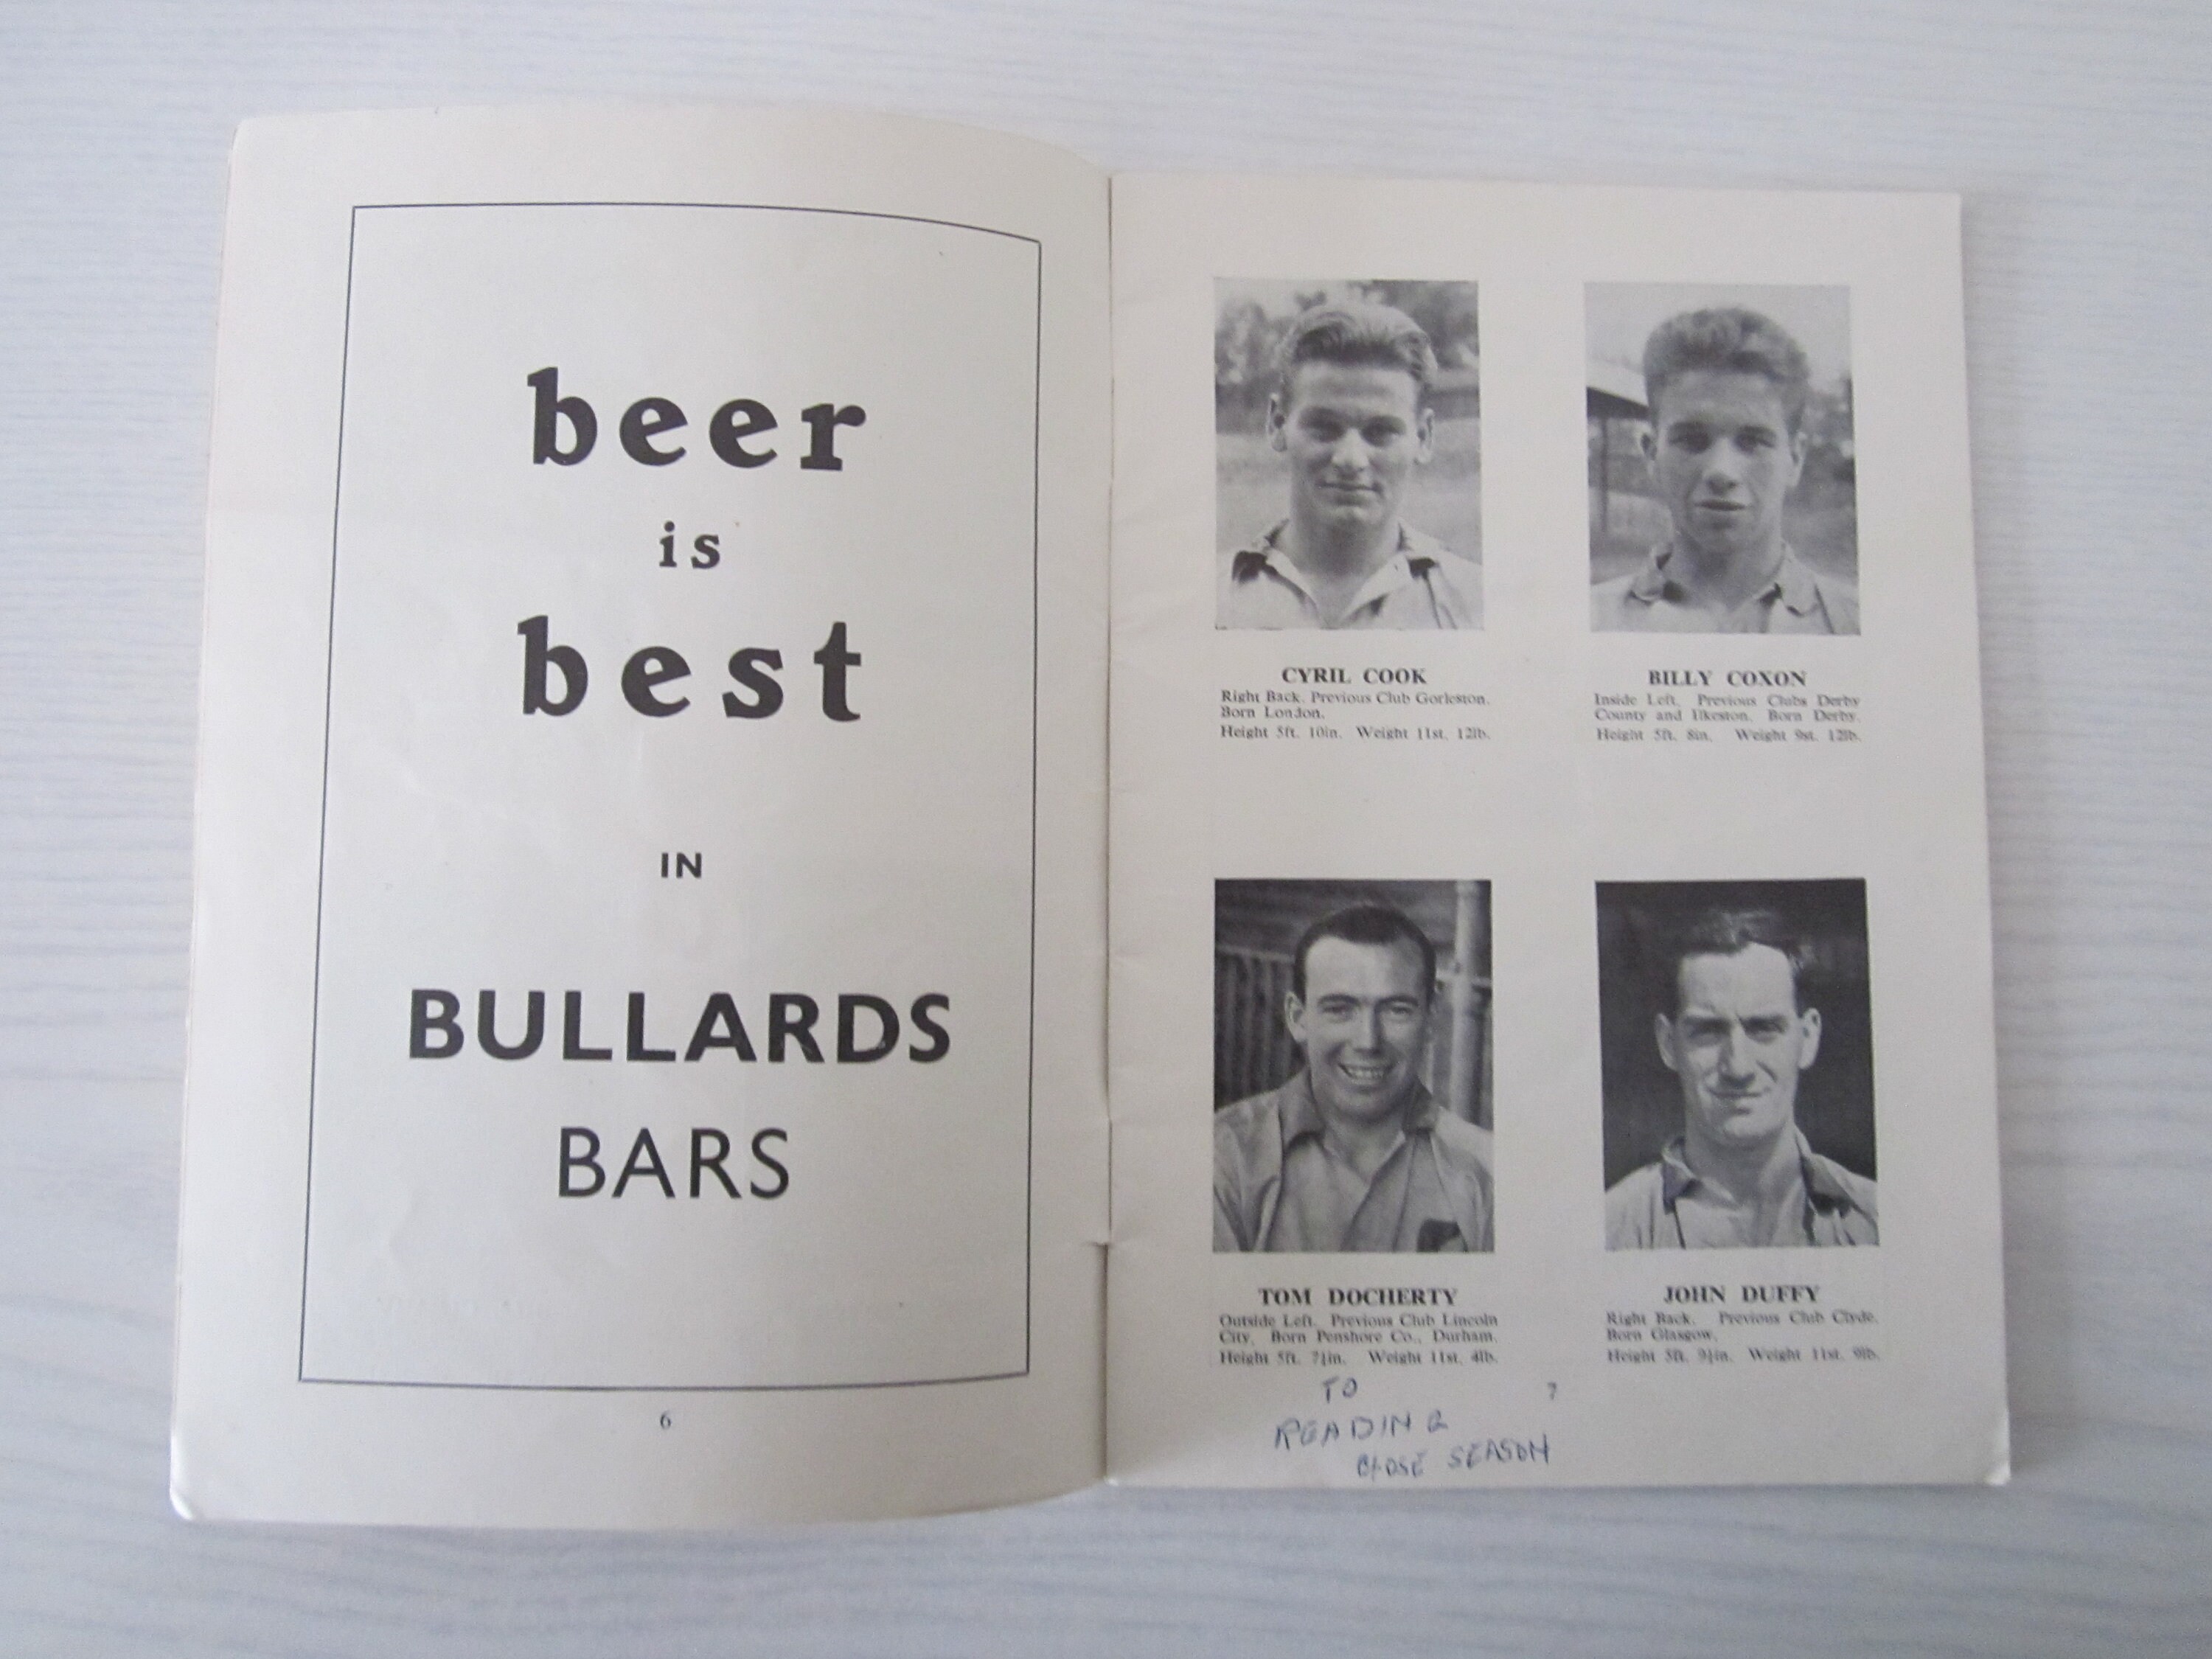 beer
is
best
IN
BULLARDS
BARS
6
CYRIL COOK
Right Back. Previous Club Gorleston.
Born London.
Height 5ft. 10in. Weight 11st. 12lb.
BILLY COXON
Inside Left. Previous Clubs Derby
County and Ilkeston. Born Derby.
Height 5ft. 8in. Weight 9st. 12lb.
TOM DOCHERTY
Outside Left. Previous Club Lincoln
City. Born Penshore Co., Durham.
Height 5ft. 7½in. Weight 11st. 4lb.
JOHN DUFFY
Right Back. Previous Club Clyde.
Born Glasgow.
Height 5ft. 9½in. Weight 11st. 9lb.
TO
READING
CLOSE SEASON
7